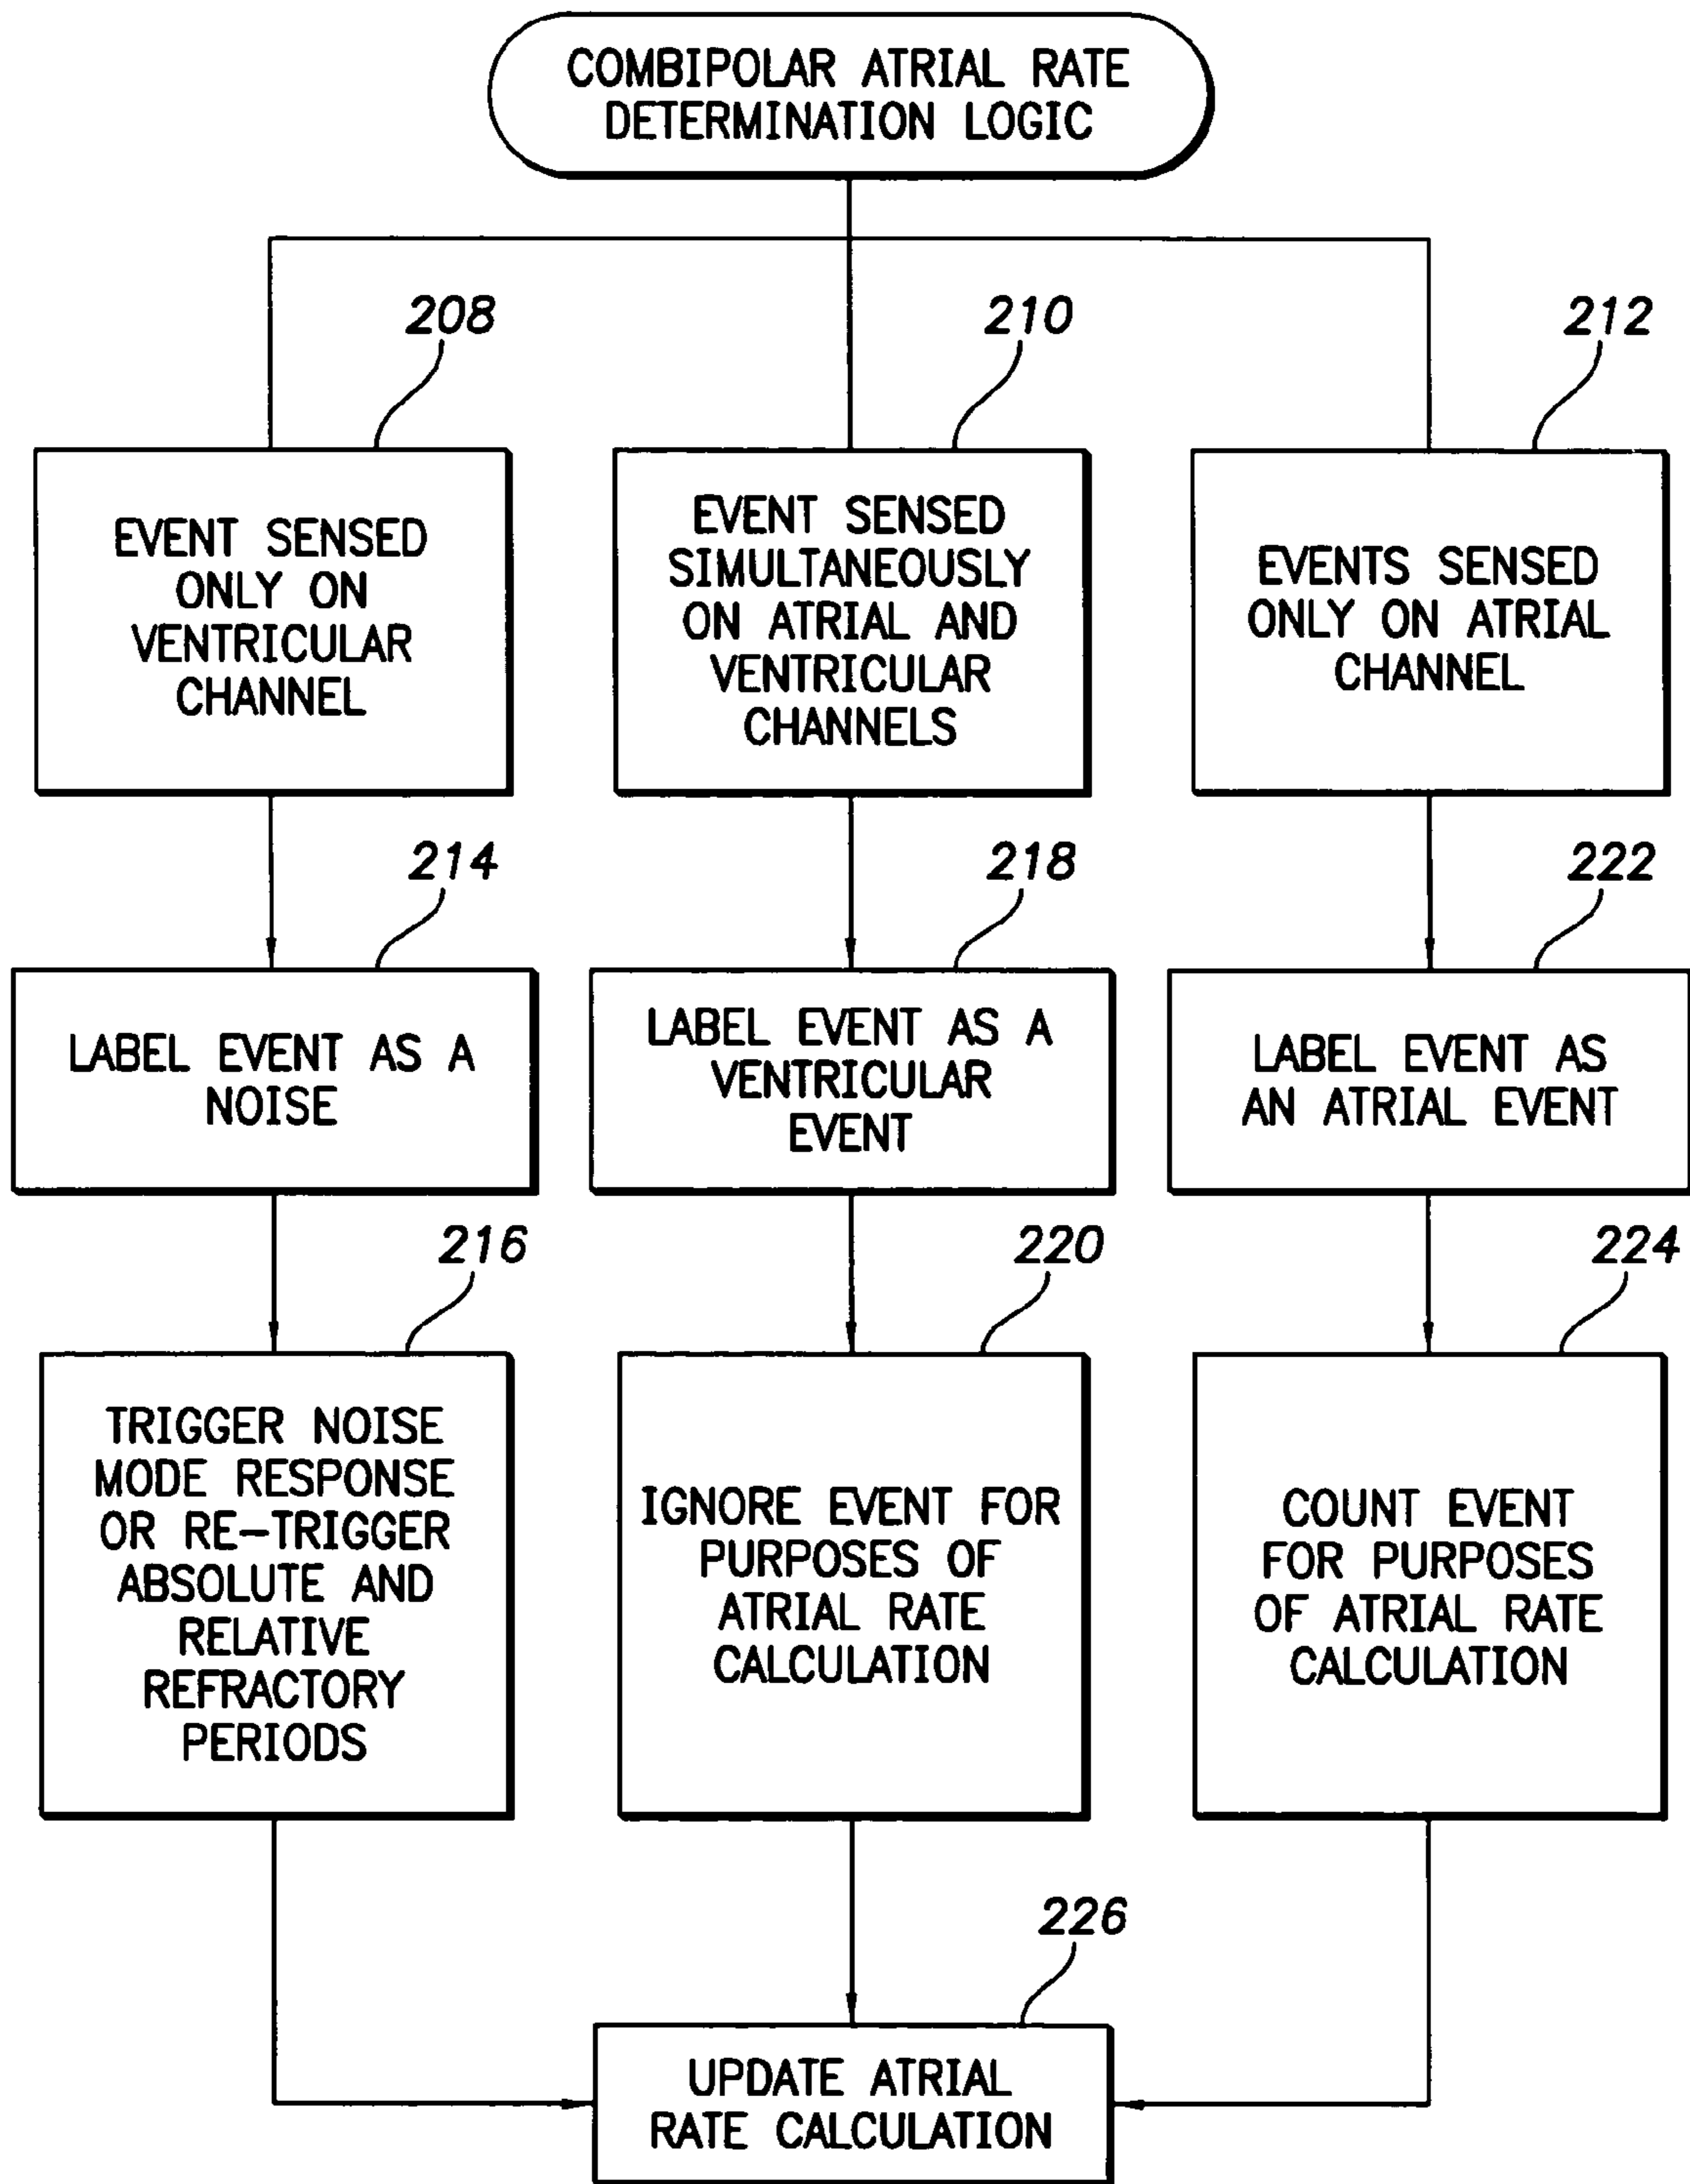 COMBIPOLAR ATRIAL RATE
DETERMINATION LOGIC
208
EVENT SENSED
ONLY ON
VENTRICULAR
CHANNEL
210
EVENT SENSED
SIMULTANEOUSLY
ON ATRIAL AND
VENTRICULAR
CHANNELS
212
EVENTS SENSED
ONLY ON ATRIAL
CHANNEL
214
LABEL EVENT AS A
NOISE
218
LABEL EVENT AS A
VENTRICULAR
EVENT
222
LABEL EVENT AS
AN ATRIAL EVENT
216
TRIGGER NOISE
MODE RESPONSE
OR RE-TRIGGER
ABSOLUTE AND
RELATIVE
REFRACTORY
PERIODS
220
IGNORE EVENT FOR
PURPOSES OF
ATRIAL RATE
CALCULATION
224
COUNT EVENT
FOR PURPOSES
OF ATRIAL RATE
CALCULATION
226
UPDATE ATRIAL
RATE CALCULATION